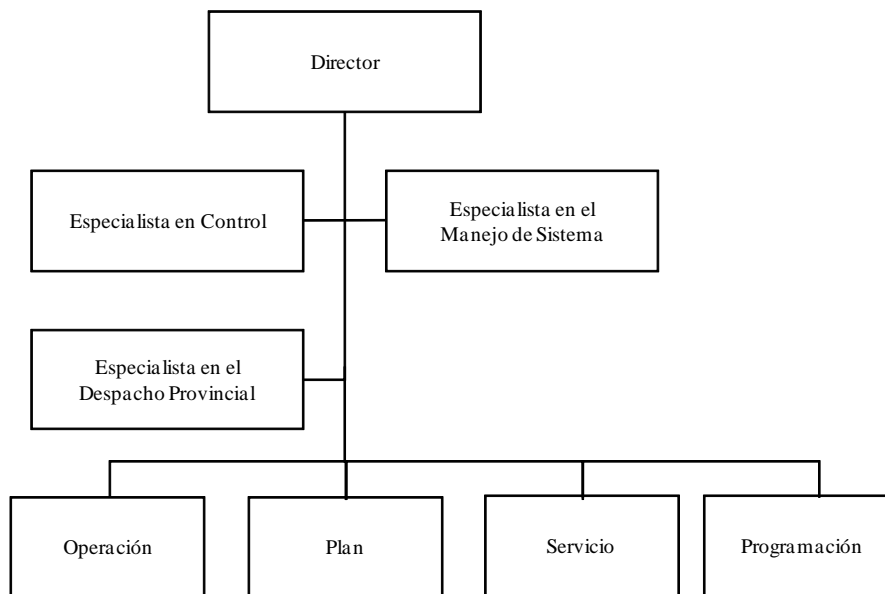 Director
Especialista en Control
Especialista en el
Manejo de Sistema
Especialista en el
Despacho Provincial
Operación
Plan
Servicio
Programación